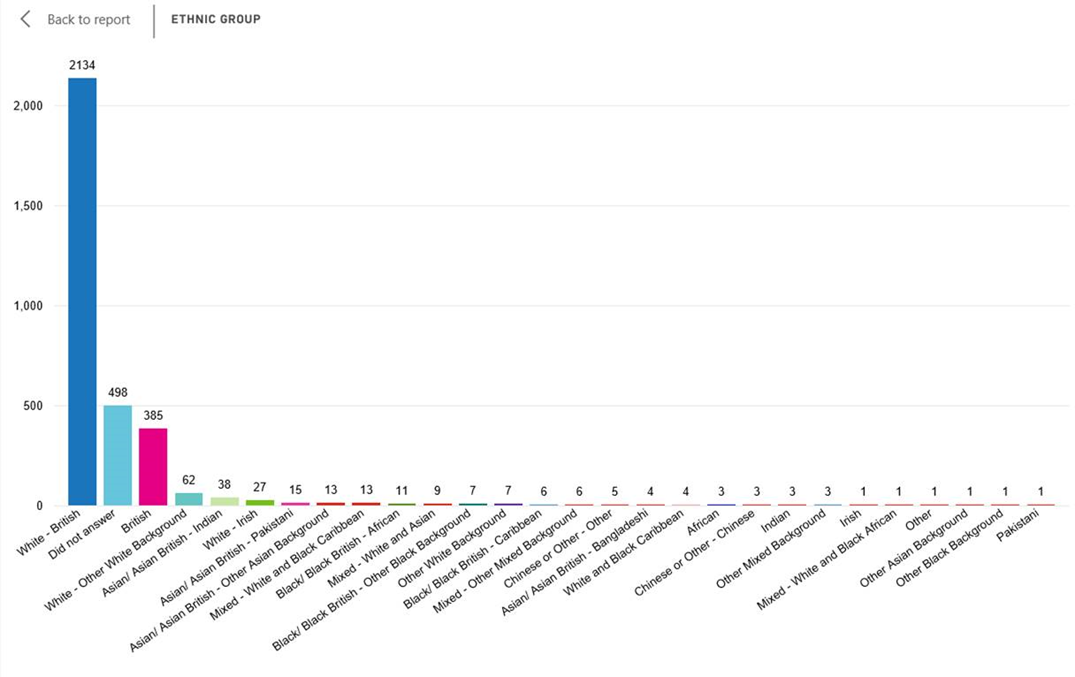 Back to report
ETHNIC GROUP
2134
498
385
62
38
27
15
13
13
11
9
7
7
6
6
5
4
4
3
3
3
3
1
1
1
1
1
1
2,000
1,500
1,000
500
0
White - British
Did not answer
British
White - Other White Background
Asian/ Asian British - Indian
White - Irish
Asian/ Asian British - Pakistani
Asian/ Asian British - Other Asian Background
Mixed - White and Black Caribbean
Black/ Black British - African
Mixed - White and Asian
Black/ Black British - Other Black Background
Other White Background
Black/ Black British - Caribbean
Mixed - Other Mixed Background
Chinese or Other - Other
Asian/ Asian British - Bangladeshi
White and Black Caribbean
African
Chinese or Other - Chinese
Indian
Other Mixed Background
Irish
Mixed - White and Black African
Other
Other Asian Background
Other Black Background
Pakistani